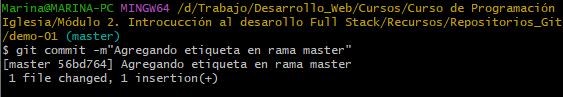 Marina@MARINA-PC MINGW64 /d/Trabajo/Desarrollo_Web/Cursos/Curso de Programación
Iglesia/Módulo 2. Introcucción al desaroollo Full Stack/Recursos/Repositorios_Git
/demo-01 (master)
$ git commit -m"Agregando etiqueta en rama master"
[master 56bd764] Agregando etiqueta en rama master
1 file changed, 1 insertion(+)